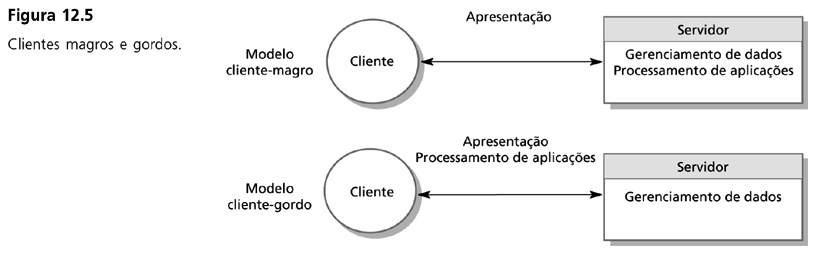 Figura 12.5
Clientes magros e gordos.
Modelo
cliente-magro
Cliente
Apresentação
Servidor
Gerenciamento de dados
Processamento de aplicações
Modelo
cliente-gordo
Cliente
Apresentação
Processamento de aplicações
Servidor
Gerenciamento de dados